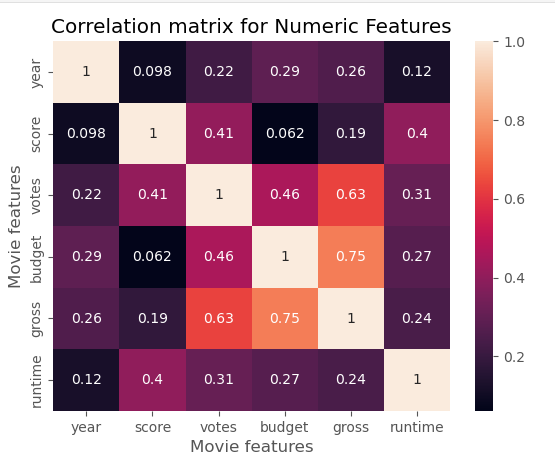 Correlation matrix for Numeric Features
year 1 0.098 0.22 0.29 0.26 0.12
score 0.098 1 0.41 0.062 0.19 0.4
votes 0.22 0.41 1 0.46 0.63 0.31
budget 0.29 0.062 0.46 1 0.75 0.27
gross 0.26 0.19 0.63 0.75 1 0.24
runtime 0.12 0.4 0.31 0.27 0.24 1
year score votes budget gross runtime
Movie features
Movie features
1.0
0.8
0.6
0.4
0.2